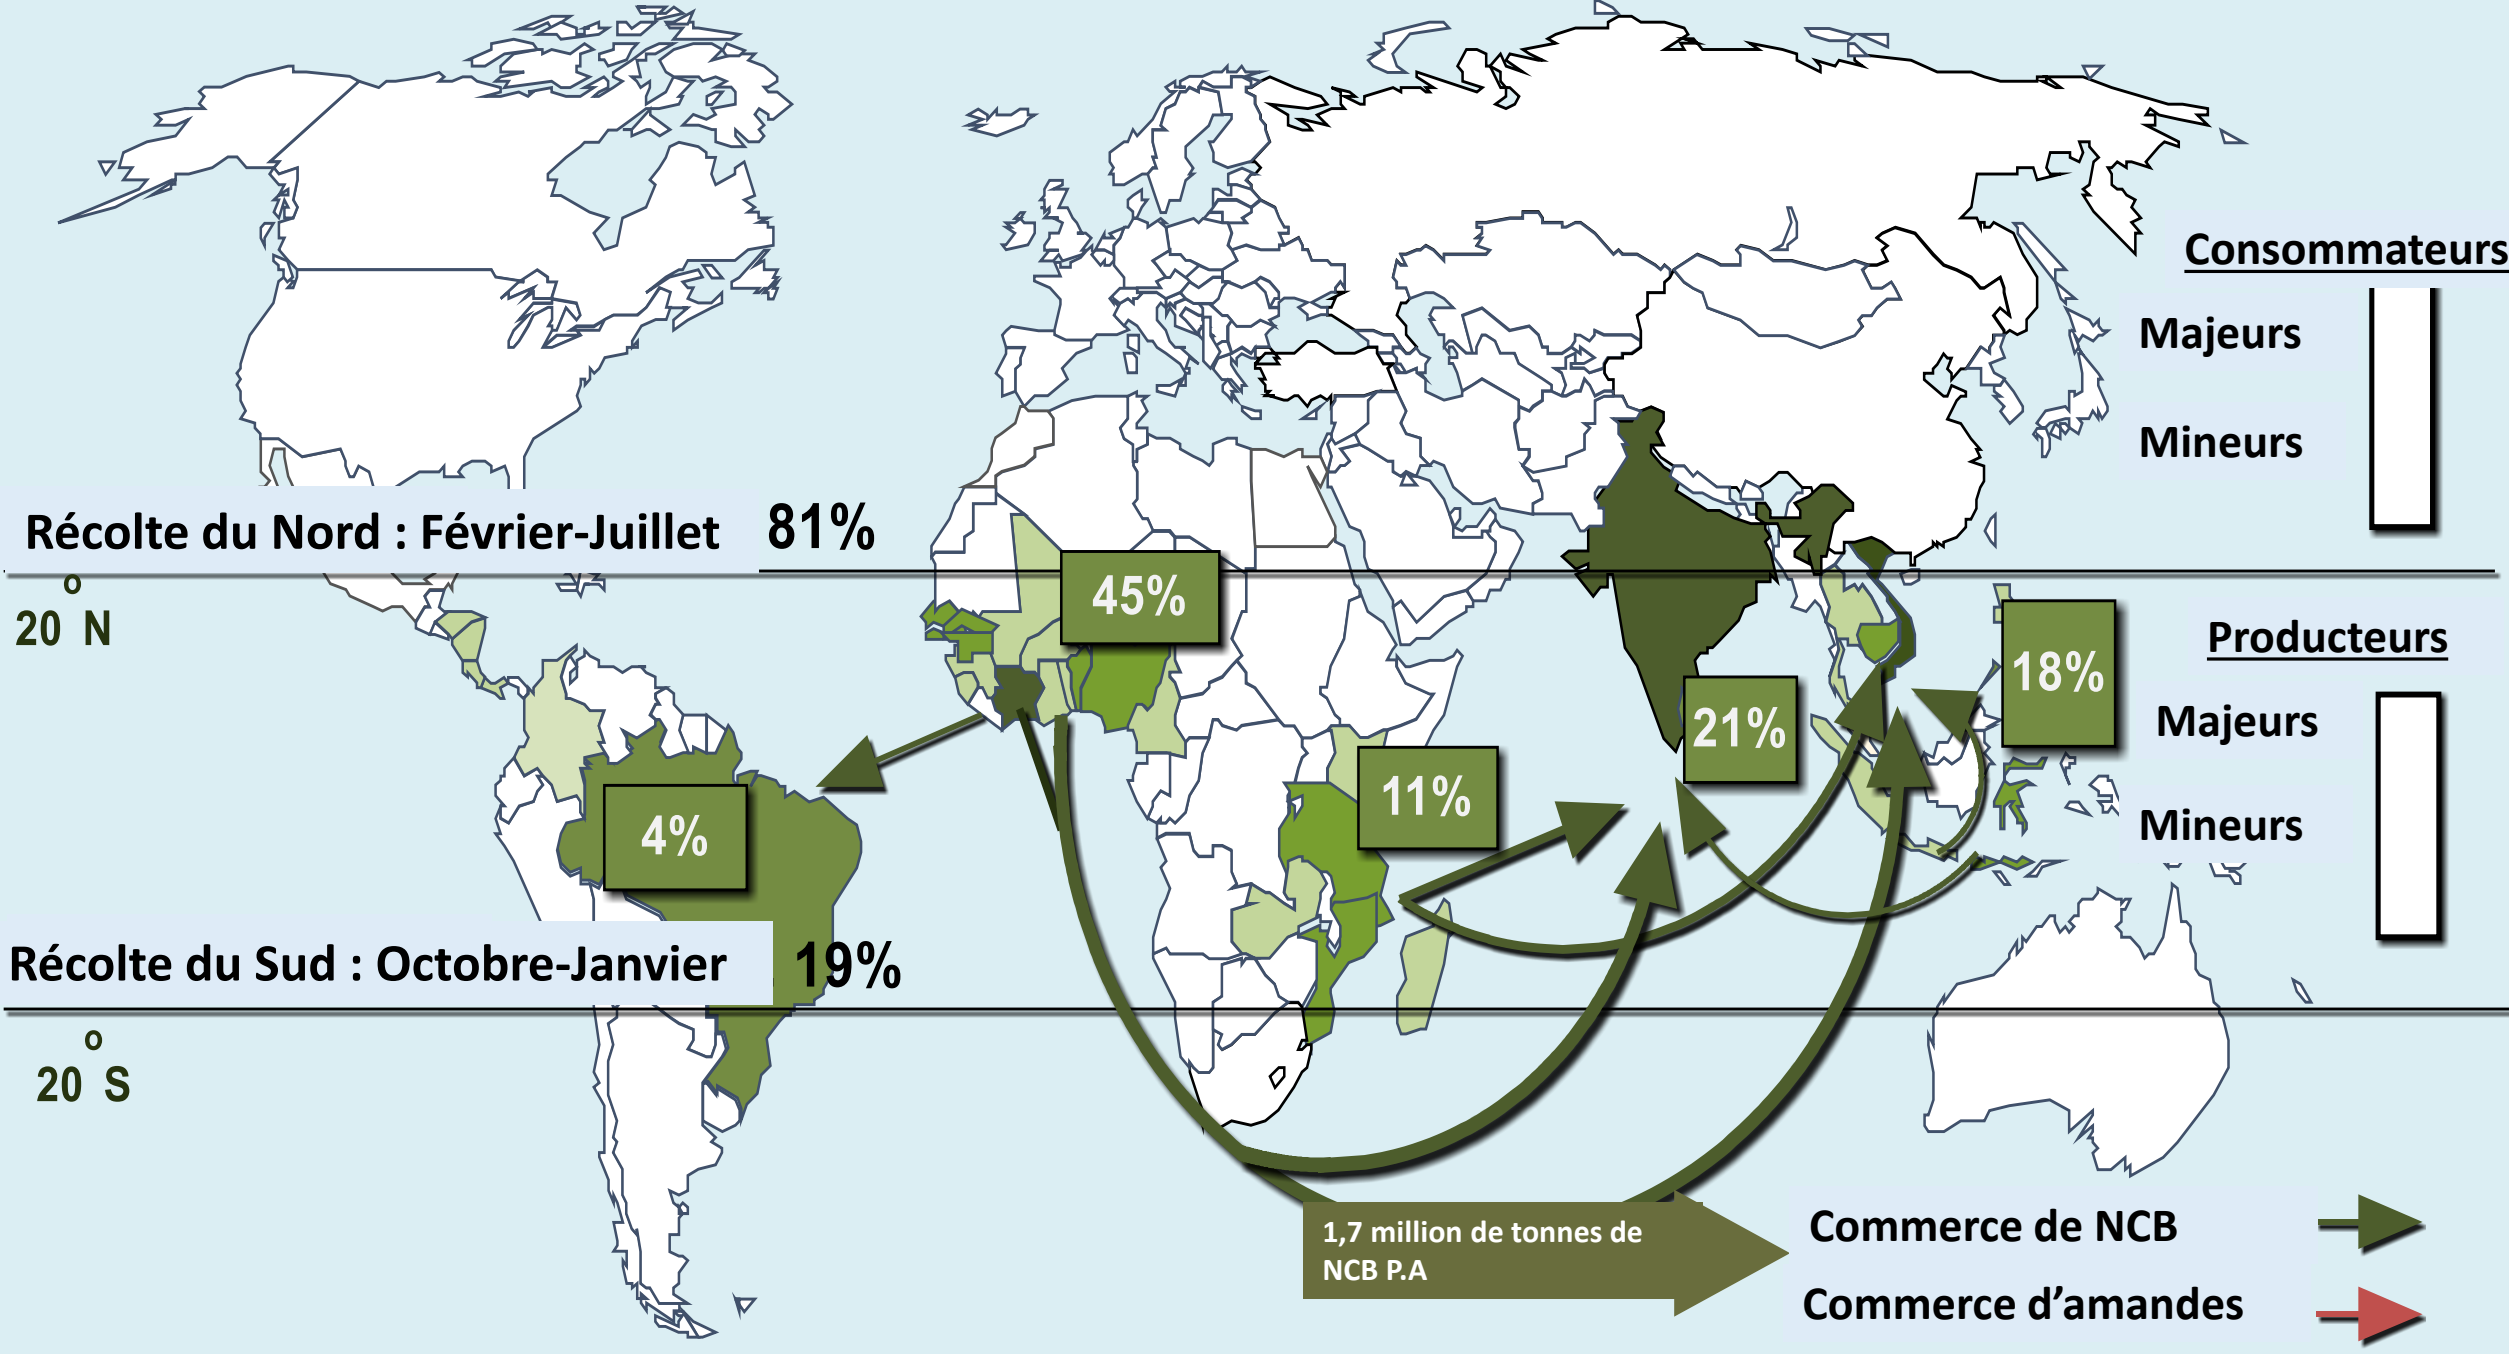 Consommateurs
Majeurs
Mineurs
Récolte du Nord : Février-Juillet 81%
45%
20 °N
Producteurs
18%
Majeurs
21%
11%
4%
Mineurs
Récolte du Sud : Octobre-Janvier 19%
20 °S
1,7 million de tonnes de
NCB P.A
Commerce de NCB
Commerce d’amandes